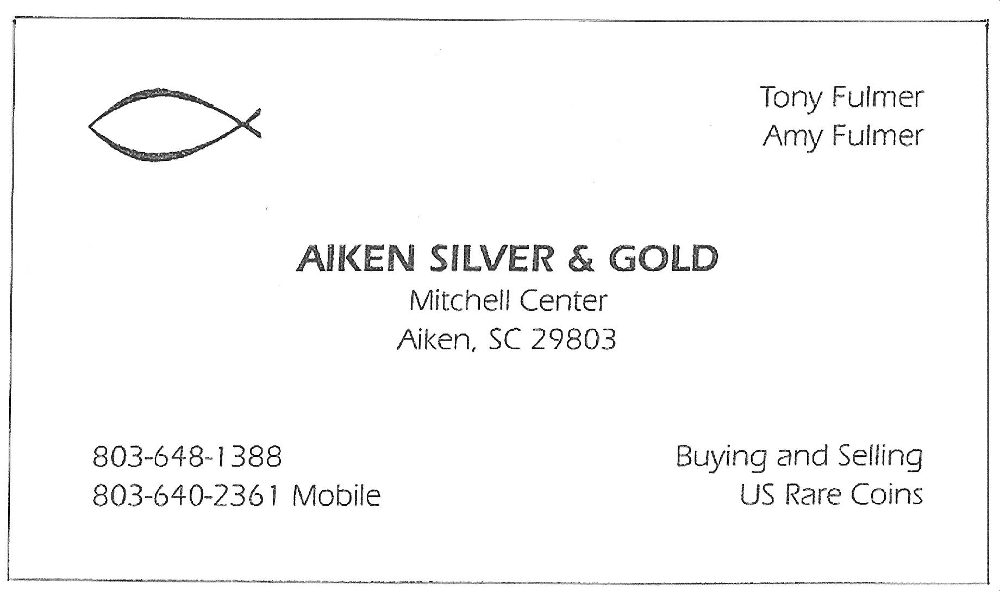 Tony Fulmer
Amy Fulmer
AIKEN SILVER & GOLD
Mitchell Center
Aiken, SC 29803
803-648-1388
803-640-2361 Mobile
Buying and Selling
US Rare Coins